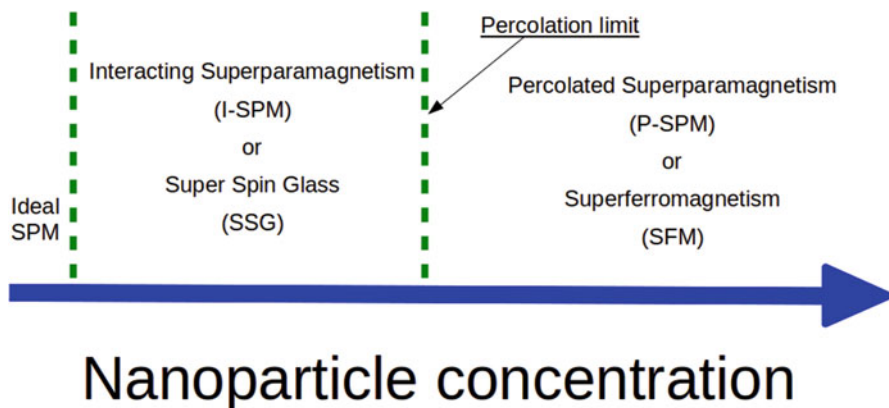 Percolation limit
Interacting Superparamagnetism
(I-SPM)
or
Super Spin Glass
(SSG)
Percolated Superparamagnetism
(P-SPM)
or
Superferromagnetism
(SFM)
Ideal
SPM
Nanoparticle concentration